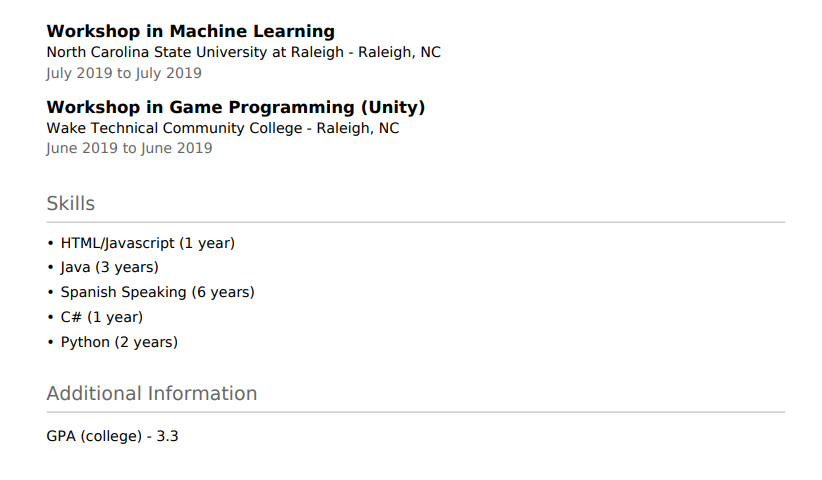 Workshop in Machine Learning
North Carolina State University at Raleigh - Raleigh, NC
July 2019 to July 2019
Workshop in Game Programming (Unity)
Wake Technical Community College - Raleigh, NC
June 2019 to June 2019
Skills
• HTML/Javascript (1 year)
• Java (3 years)
• Spanish Speaking (6 years)
• C# (1 year)
• Python (2 years)
Additional Information
GPA (college) - 3.3